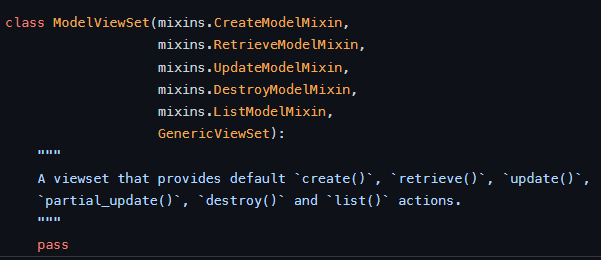 class ModelViewSet(mixins.CreateModelMixin,
                   mixins.RetrieveModelMixin,
                   mixins.UpdateModelMixin,
                   mixins.DestroyModelMixin,
                   mixins.ListModelMixin,
                   GenericViewSet):
    """
    A viewset that provides default `create()`, `retrieve()`, `update()`,
    `partial_update()`, `destroy()` and `list()` actions.
    """
    pass